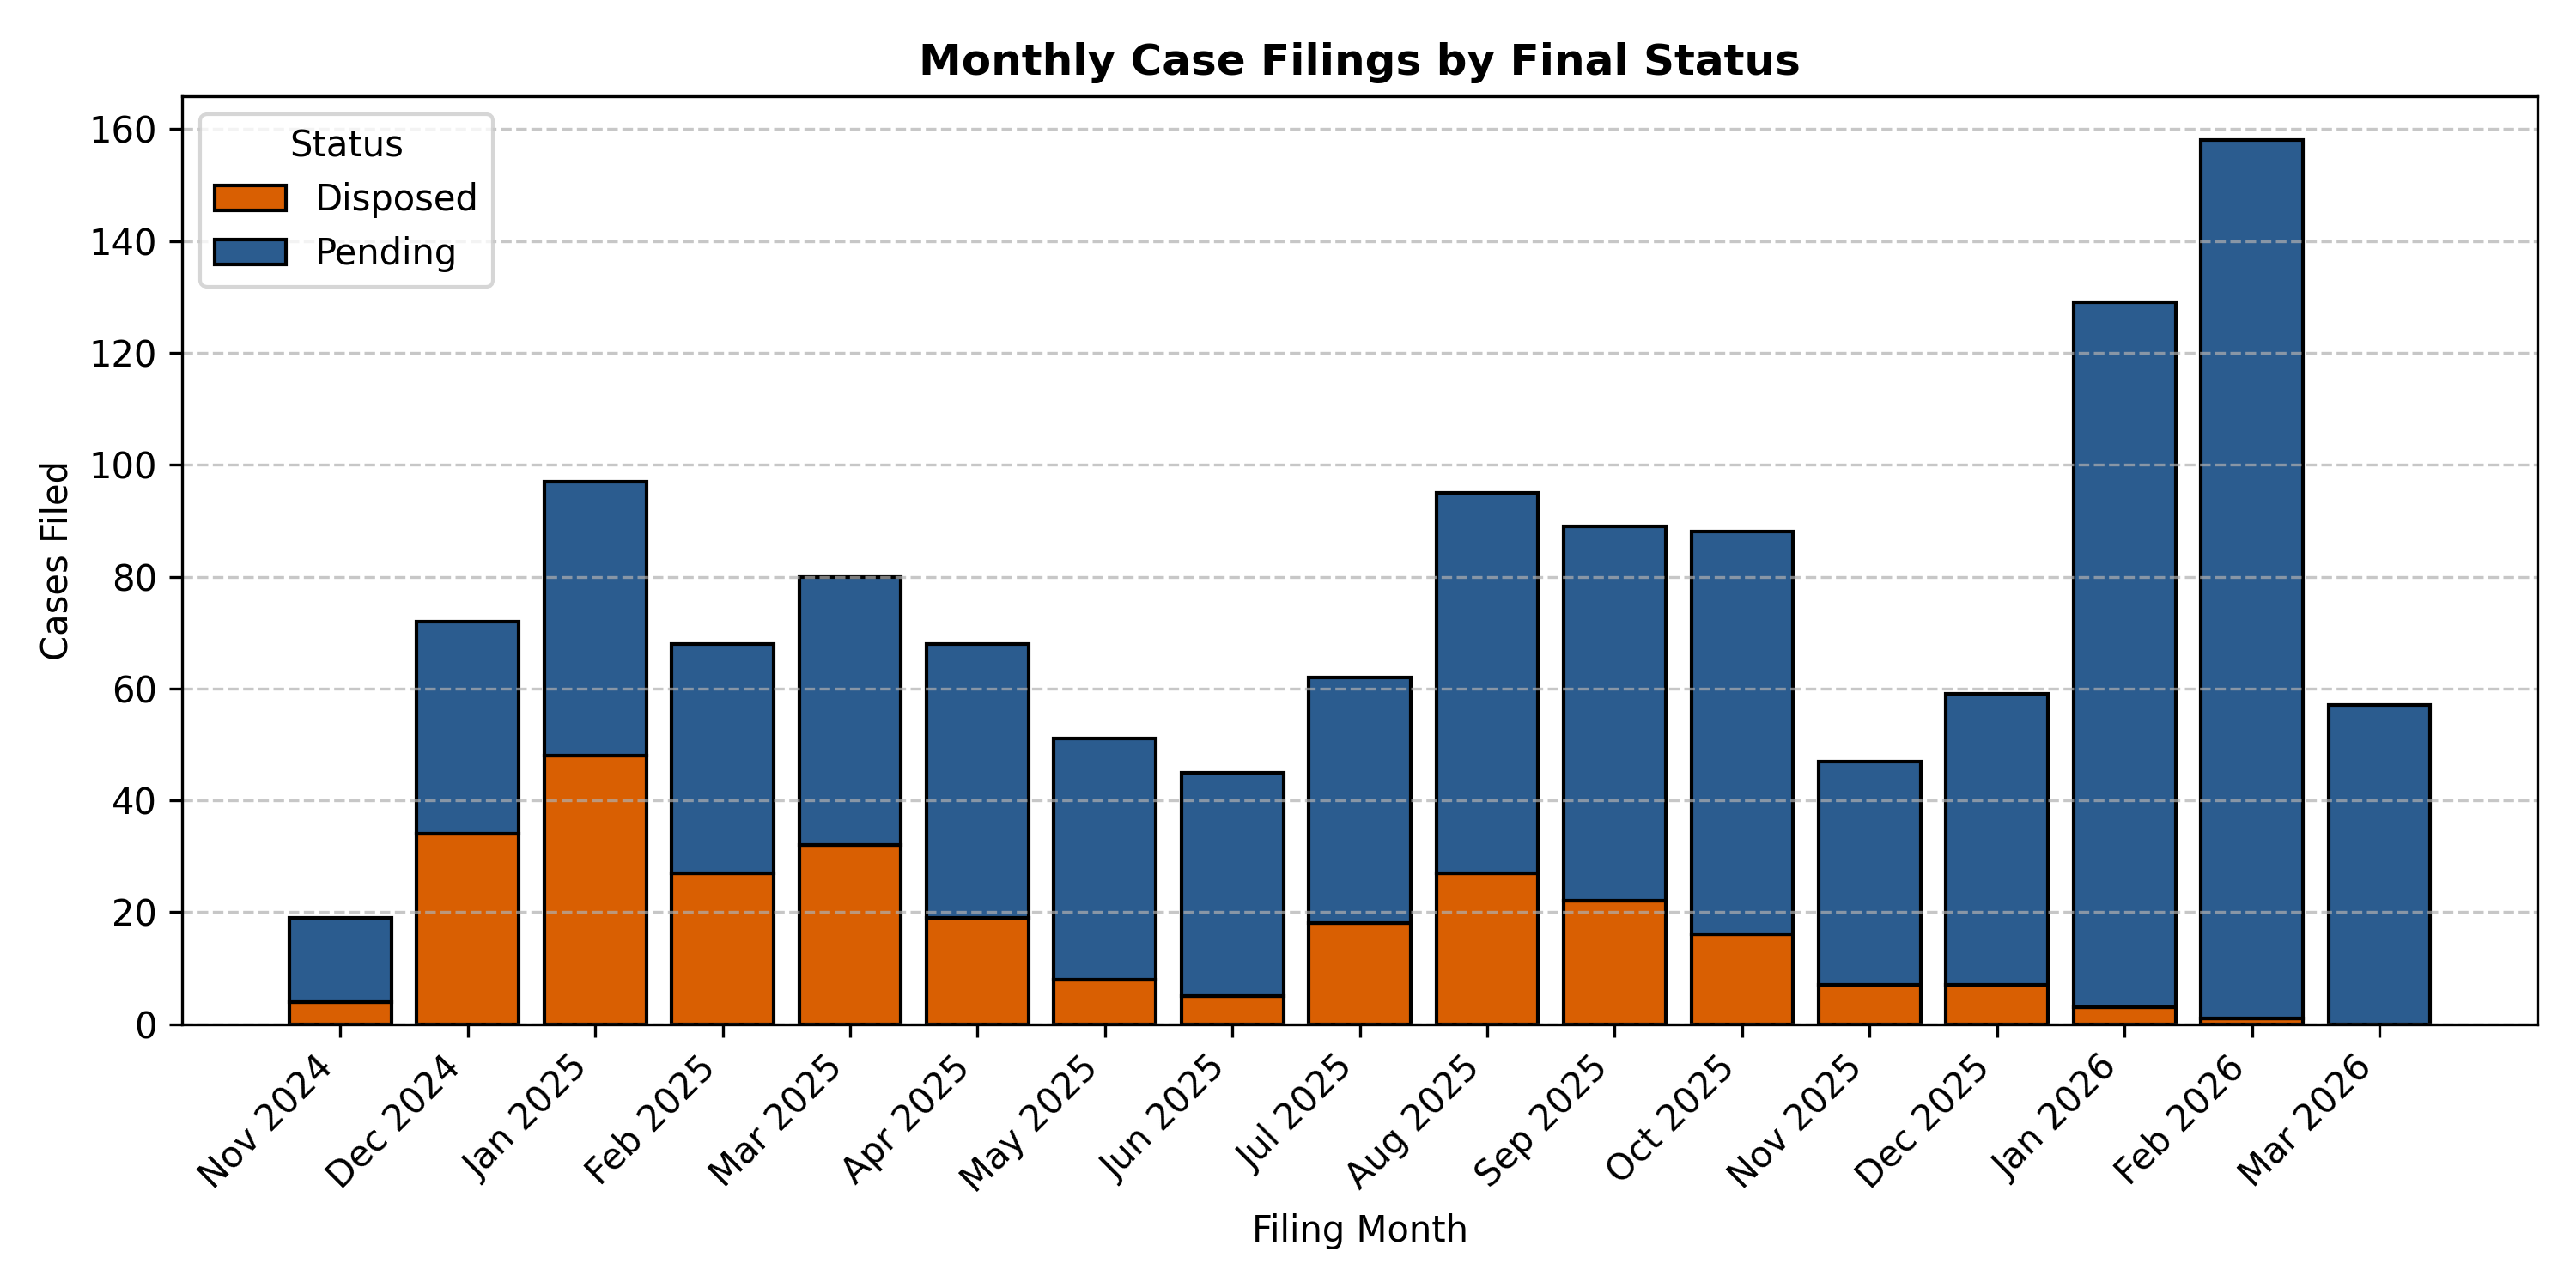 Monthly Case Filings by Final Status
Status
Disposed
Pending
Cases Filed
160
140
120
100
80
60
40
20
0
Nov 2024
Dec 2024
Jan 2025
Feb 2025
Mar 2025
Apr 2025
May 2025
Jun 2025
Jul 2025
Aug 2025
Sep 2025
Oct 2025
Nov 2025
Dec 2025
Jan 2026
Feb 2026
Mar 2026
Filing Month